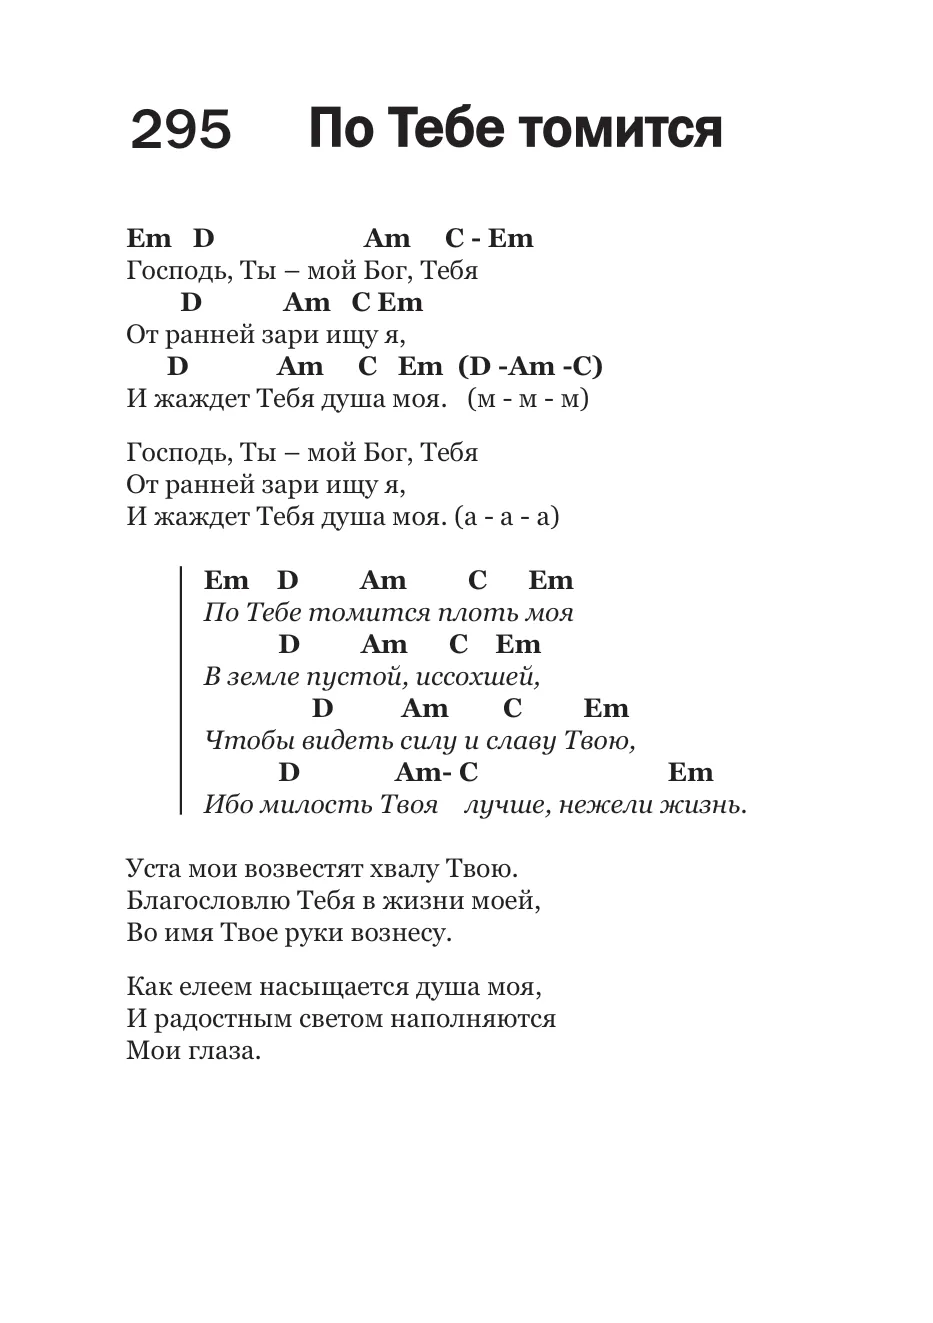 295 По Тебе томится
Em D Am C - Em
Господь, Ты – мой Бог, Тебя
D Am C Em
От ранней зари ищу я,
D Am C Em (D -Am -C)
И жаждет Тебя душа моя. (м - м - м)
Господь, Ты – мой Бог, Тебя
От ранней зари ищу я,
И жаждет Тебя душа моя. (а - а - а)
Em D Am C Em
По Тебе томится плоть моя
D Am C Em
В земле пустой, иссохшей,
D Am C Em
Чтобы видеть силу и славу Твою,
D Am- C Em
Ибо милость Твоя лучше, нежели жизнь.
Уста мои возвестят хвалу Твою.
Благословлю Тебя в жизни моей,
Во имя Твое руки вознесу.
Как елеем насыщается душа моя,
И радостным светом наполняются
Мои глаза.